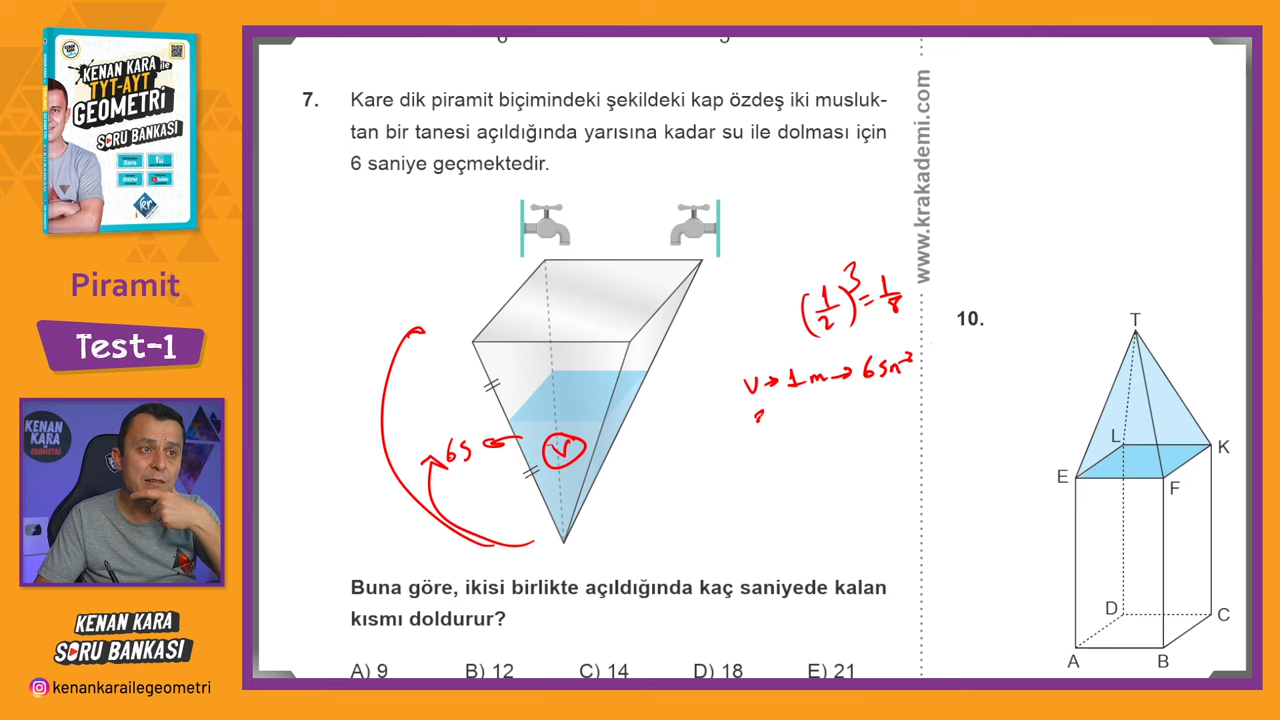 KENAN KARA ile
TYT-AYT
GEOMETRİ
SORU BANKASI
kr
Piramit
Test-1
KENAN
KARA
GEOMETRİ
KENAN KARA
SORU BANKASI
kenankarailegeometri
7. Kare dik piramit biçimindeki şekildeki kap özdeş iki musluk-
tan bir tanesi açıldığında yarısına kadar su ile dolması için
6 saniye geçmektedir.
(1/2)³ = 1/8
V → 1m → 6sn
8
6s
V
Buna göre, ikisi birlikte açıldığında kaç saniyede kalan
kısmı doldurur?
A) 9 B) 12 C) 14 D) 18 E) 21
www.krakademi.com
10.
T
L
K
E
F
D
C
A
B